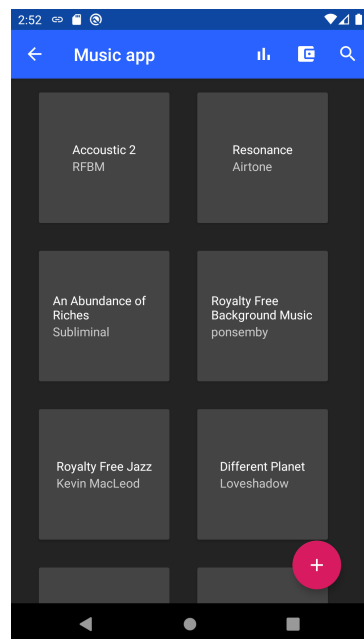 2:52
Music app
Accoustic 2
RFBM
Resonance
Airtone
An Abundance of
Riches
Subliminal
Royalty Free
Background Music
ponsemby
Royalty Free Jazz
Kevin MacLeod
Different Planet
Loveshadow